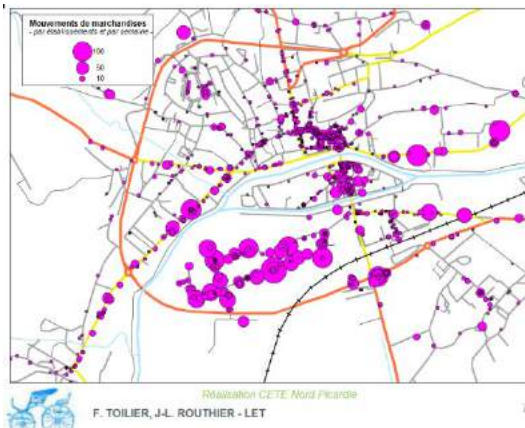 Mouvements de marchandises
- par établissements et par semaine -
100
50
10
Réalisation CETE Nord Picardie
F. TOILIER, J-L. ROUTHIER - LET